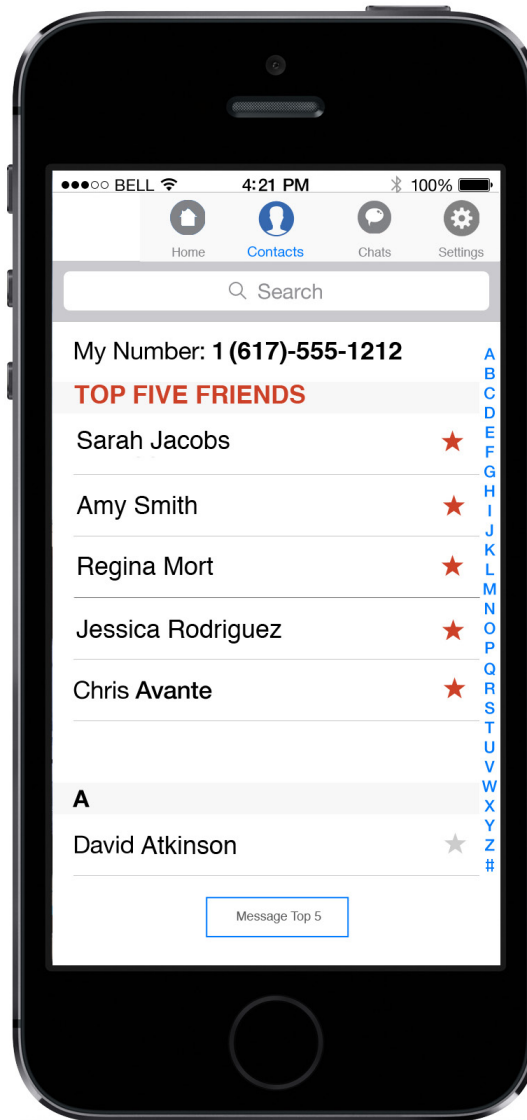 ●●●○○ BELL 4:21 PM 100%
Home Contacts Chats Settings
Search
My Number: 1 (617)-555-1212
TOP FIVE FRIENDS
Sarah Jacobs
Amy Smith
Regina Mort
Jessica Rodriguez
Chris Avante
A
David Atkinson
Message Top 5
A
B
C
D
E
F
G
H
I
J
K
L
M
N
O
P
Q
R
S
T
U
V
W
X
Y
Z
#